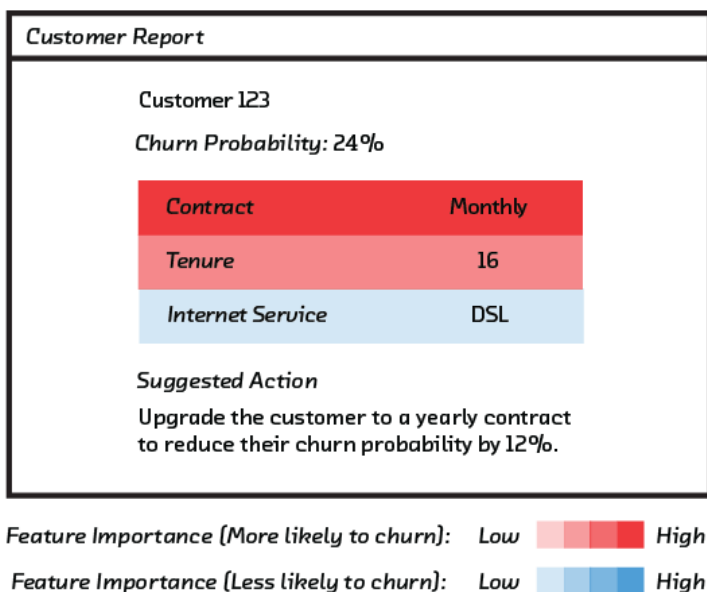 Customer Report
Customer 123
Churn Probability: 24%
Contract Monthly
Tenure 16
Internet Service DSL
Suggested Action
Upgrade the customer to a yearly contract
to reduce their churn probability by 12%.
Feature Importance (More likely to churn): Low High
Feature Importance (Less likely to churn): Low High